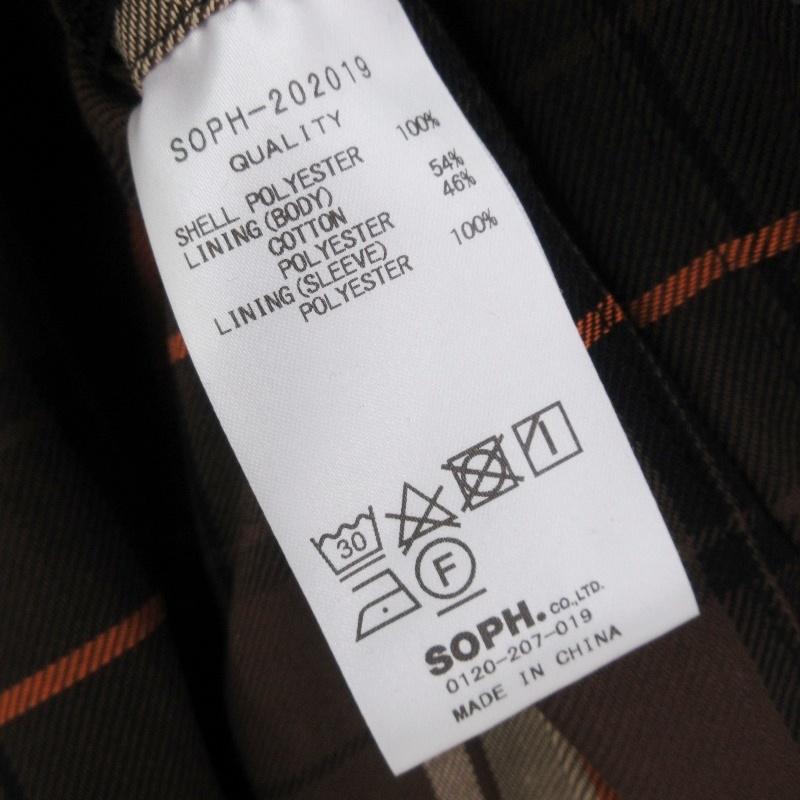 SOPH-202019
QUALITY
SHELL POLYESTER 100%
LINING(BODY)
COTTON 54%
POLYESTER 46%
LINING(SLEEVE)
POLYESTER 100%
30
F
SOPH. CO.,LTD.
0120-207-019
MADE IN CHINA